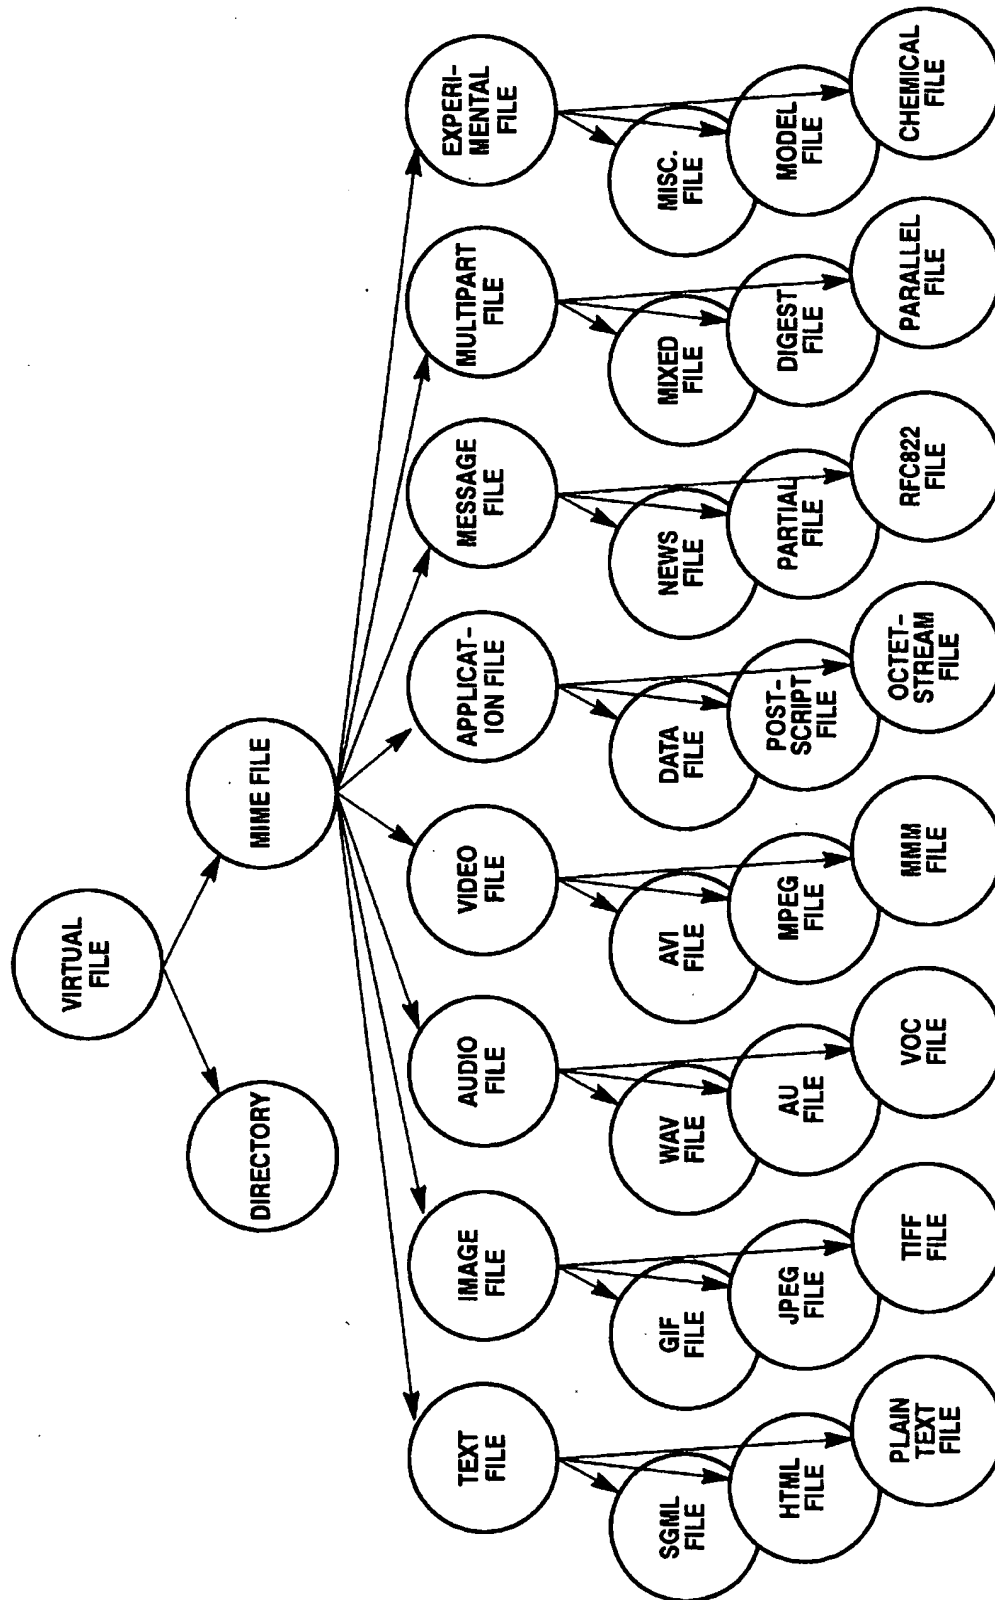 VIRTUAL
FILE
DIRECTORY
MIME FILE
TEXT
FILE
IMAGE
FILE
AUDIO
FILE
VIDEO
FILE
APPLICAT-
ION FILE
MESSAGE
FILE
MULTIPART
FILE
EXPERI-
MENTAL
FILE
SGML
FILE
HTML
FILE
PLAIN
TEXT
FILE
GIF
FILE
JPEG
FILE
TIFF
FILE
WAV
FILE
AU
FILE
VOC
FILE
AVI
FILE
MPEG
FILE
MMM
FILE
DATA
FILE
POST-
SCRIPT
FILE
OCTET-
STREAM
FILE
NEWS
FILE
PARTIAL
FILE
RFC822
FILE
MIXED
FILE
DIGEST
FILE
PARALLEL
FILE
MISC.
FILE
MODEL
FILE
CHEMICAL
FILE